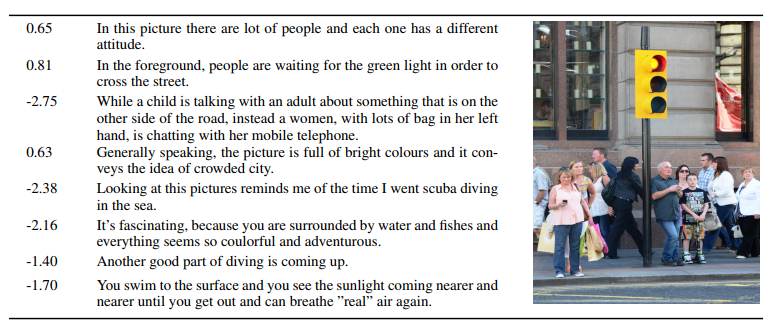 0.65 In this picture there are lot of people and each one has a different
attitude.
0.81 In the foreground, people are waiting for the green light in order to
cross the street.
-2.75 While a child is talking with an adult about something that is on the
other side of the road, instead a women, with lots of bag in her left
hand, is chatting with her mobile telephone.
0.63 Generally speaking, the picture is full of bright colours and it con-
veys the idea of crowded city.
-2.38 Looking at this pictures reminds me of the time I went scuba diving
in the sea.
-2.16 It's fascinating, because you are surrounded by water and fishes and
everything seems so coulorful and adventurous.
-1.40 Another good part of diving is coming up.
-1.70 You swim to the surface and you see the sunlight coming nearer and
nearer until you get out and can breathe ”real” air again.